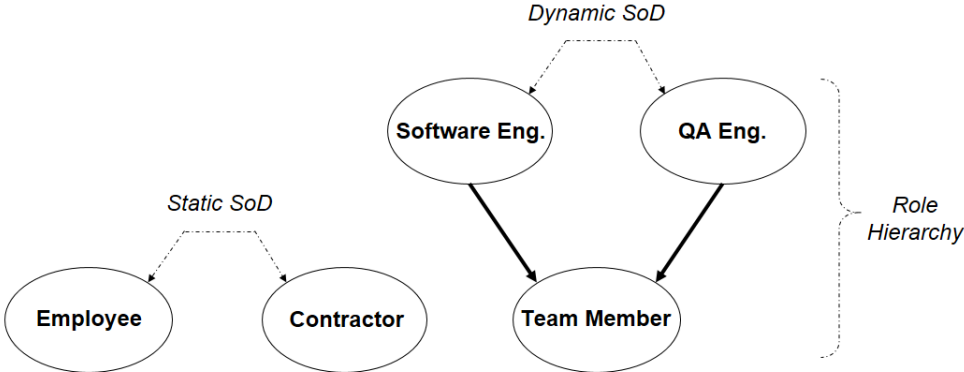 Dynamic SoD
Software Eng.
QA Eng.
Static SoD
Role
Hierarchy
Employee
Contractor
Team Member